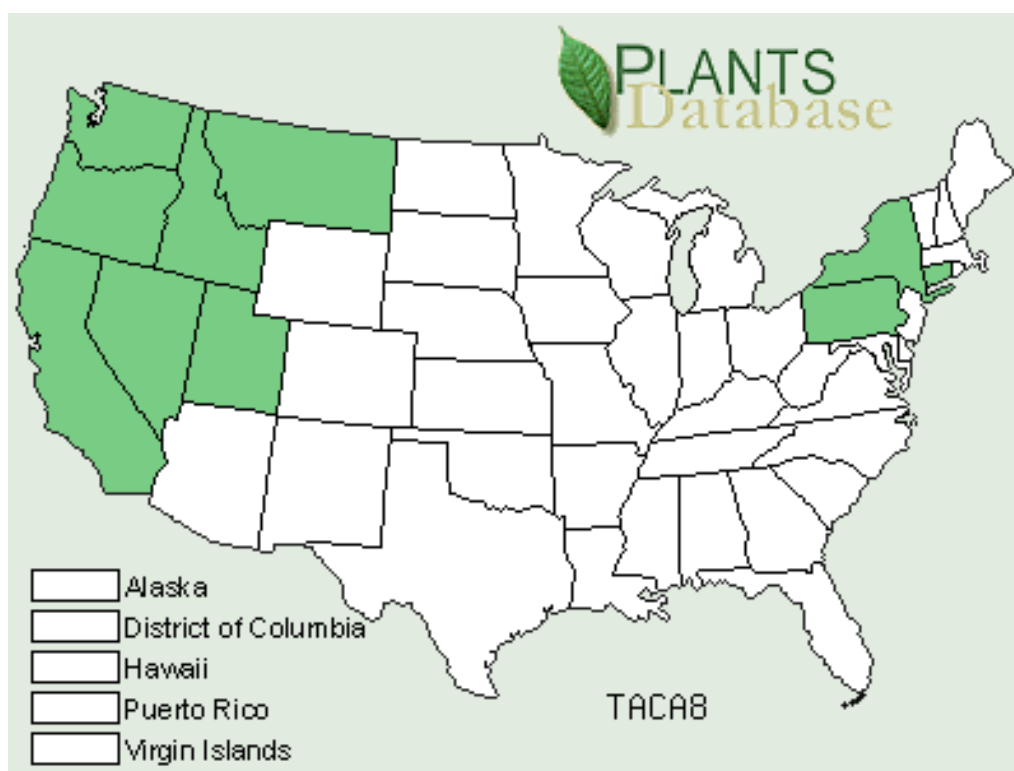 PLANTS
Database
Alaska
District of Columbia
Hawaii
Puerto Rico
Virgin Islands
TACA8